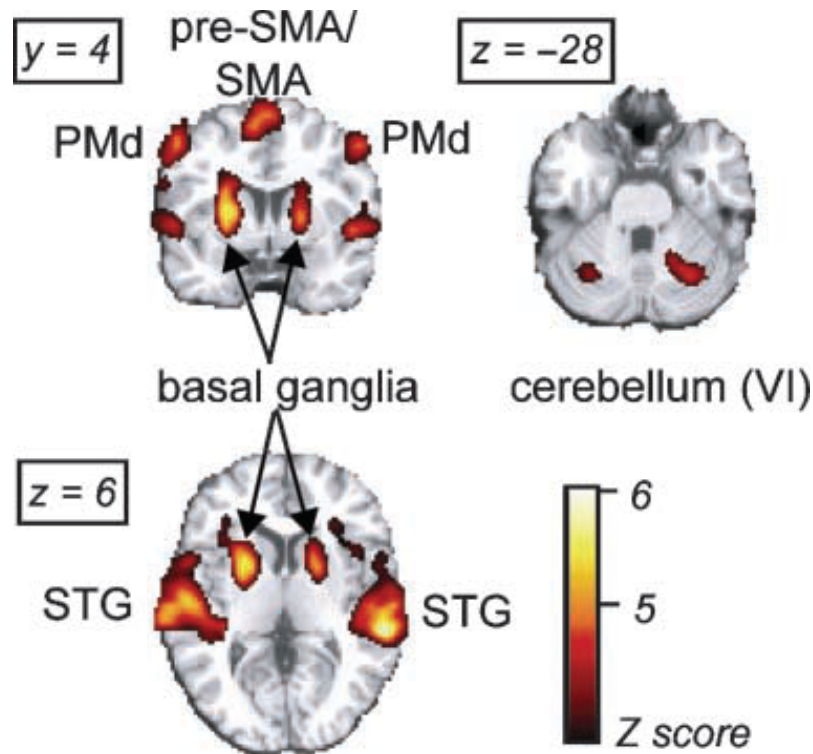 y = 4
pre-SMA/
SMA
z = –28
PMd
PMd
basal ganglia
cerebellum (VI)
z = 6
STG
STG
6
5
Z score